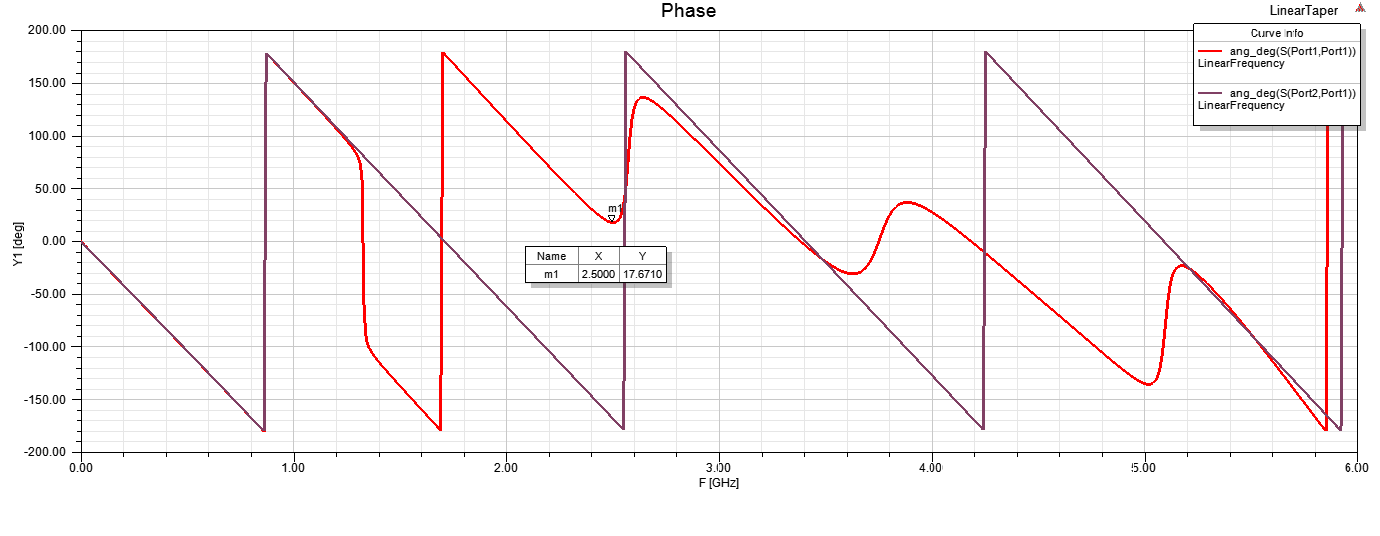 Phase
LinearTaper
Curve Info
ang_deg(S(Port1,Port1))
LinearFrequency
ang_deg(S(Port2,Port1))
LinearFrequency
200.00
150.00
100.00
50.00
0.00
-50.00
-100.00
-150.00
-200.00
Y1 [deg]
m1
Name X Y
m1 2.5000 17.6710
0.00 1.00 2.00 3.00 4.00 5.00 6.00
F [GHz]